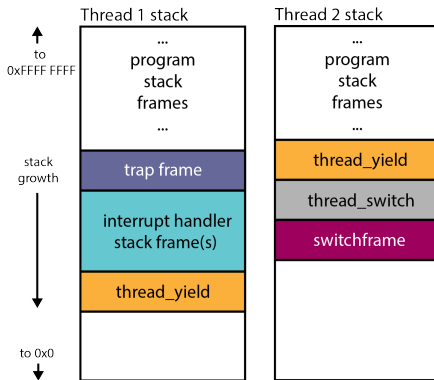 Thread 1 stack
Thread 2 stack
to
0xFFFF FFFF
stack
growth
to 0x0
...
program
stack
frames
...
trap frame
interrupt handler
stack frame(s)
thread_yield
...
program
stack
frames
...
thread_yield
thread_switch
switchframe